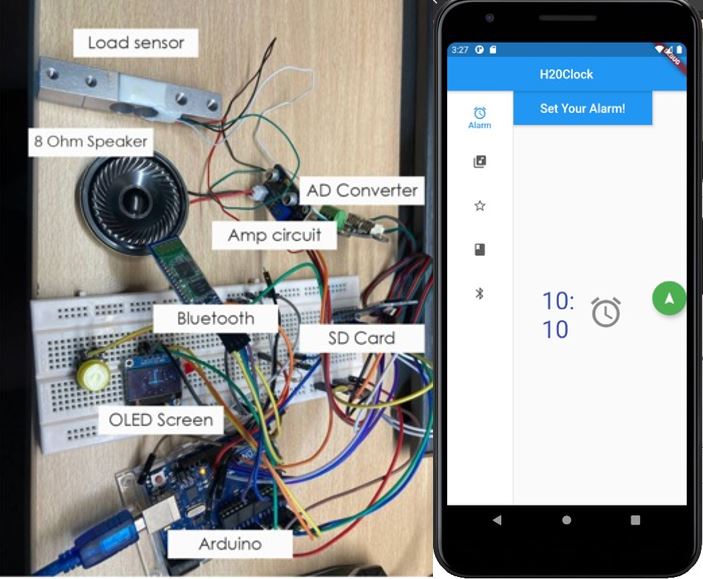 Load sensor
8 Ohm Speaker
AD Converter
Amp circuit
Bluetooth
SD Card
OLED Screen
Arduino
3:27
DEBUG
H20Clock
Set Your Alarm!
Alarm
10:
10